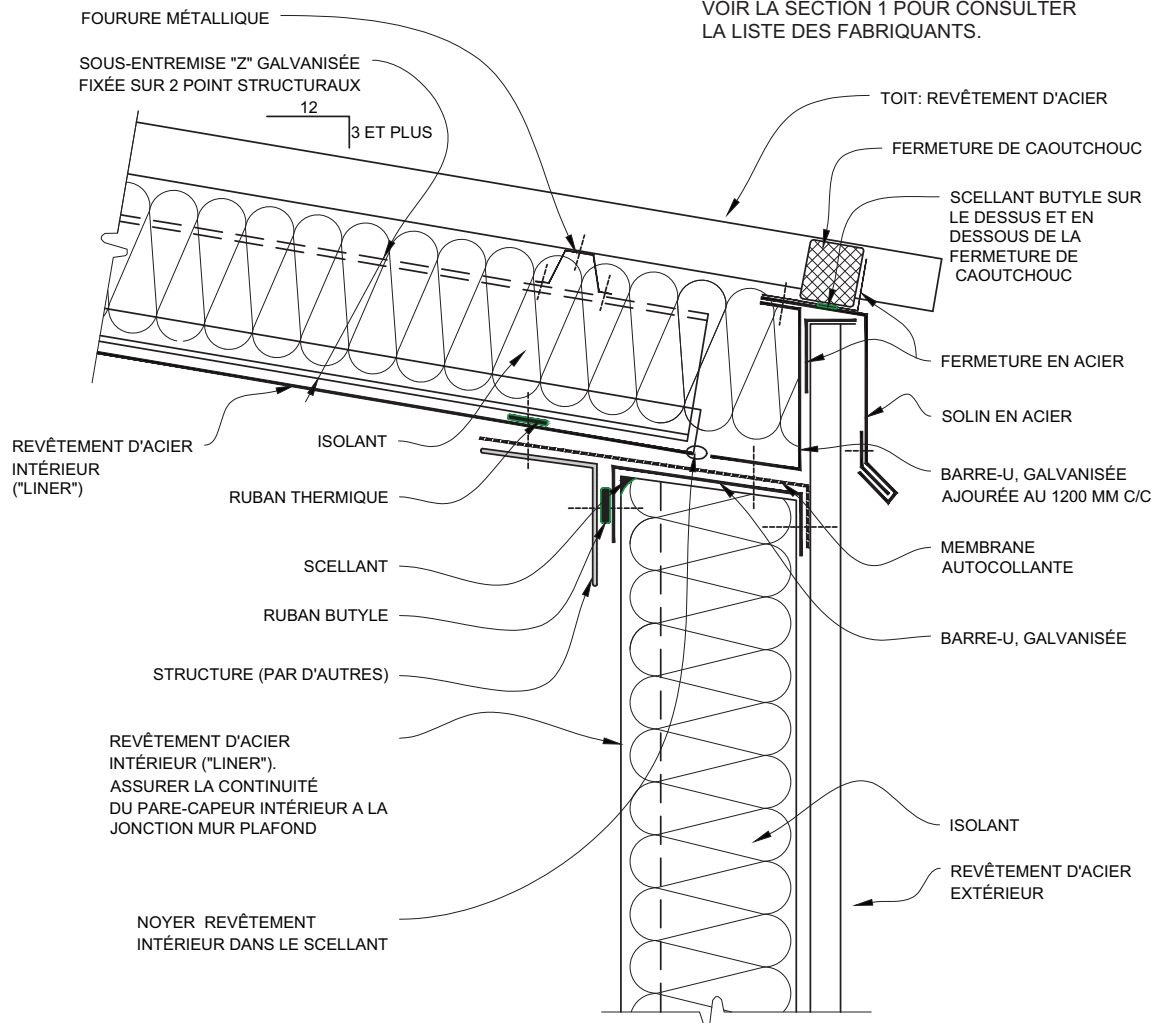 VOIR LA SECTION 1 POUR CONSULTER
LA LISTE DES FABRIQUANTS.
FOURURE MÉTALLIQUE
SOUS-ENTREMISE "Z" GALVANISÉE
FIXÉE SUR 2 POINT STRUCTURAUX
12
3 ET PLUS
TOIT: REVÊTEMENT D'ACIER
FERMETURE DE CAOUTCHOUC
SCELLANT BUTYLE SUR
LE DESSUS ET EN
DESSOUS DE LA
FERMETURE DE
CAOUTCHOUC
FERMETURE EN ACIER
SOLIN EN ACIER
BARRE-U, GALVANISÉE
AJOURÉE AU 1200 MM C/C
MEMBRANE
AUTOCOLLANTE
BARRE-U, GALVANISÉE
ISOLANT
REVÊTEMENT D'ACIER
EXTÉRIEUR
REVÊTEMENT D'ACIER
INTÉRIEUR
("LINER")
ISOLANT
RUBAN THERMIQUE
SCELLANT
RUBAN BUTYLE
STRUCTURE (PAR D'AUTRES)
REVÊTEMENT D'ACIER
INTÉRIEUR ("LINER").
ASSURER LA CONTINUITÉ
DU PARE-CAPEUR INTÉRIEUR A LA
JONCTION MUR PLAFOND
NOYER REVÊTEMENT
INTÉRIEUR DANS LE SCELLANT